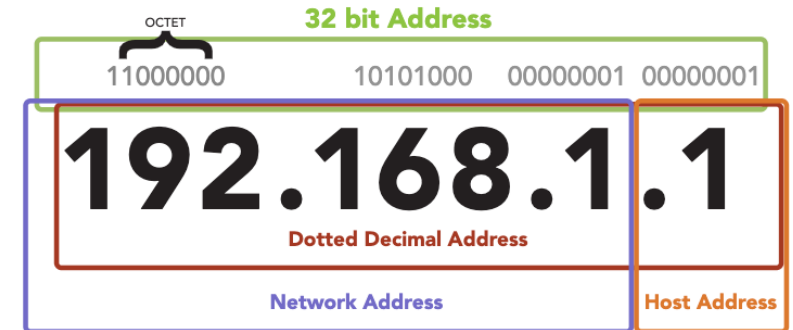 32 bit Address
OCTET
11000000 10101000 00000001 00000001
192.168.1.1
Dotted Decimal Address
Network Address Host Address